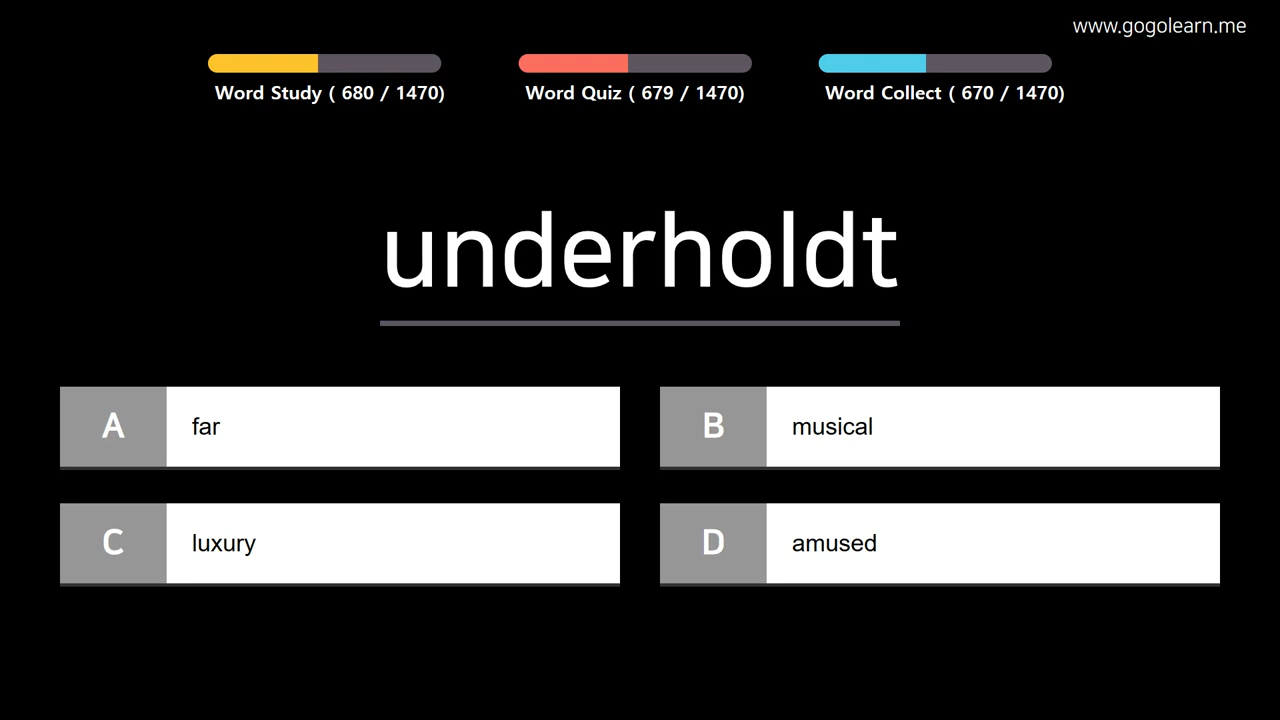 www.gogolearn.me
Word Study ( 680 / 1470)
Word Quiz ( 679 / 1470)
Word Collect ( 670 / 1470)
underholdt
A far
B musical
C luxury
D amused